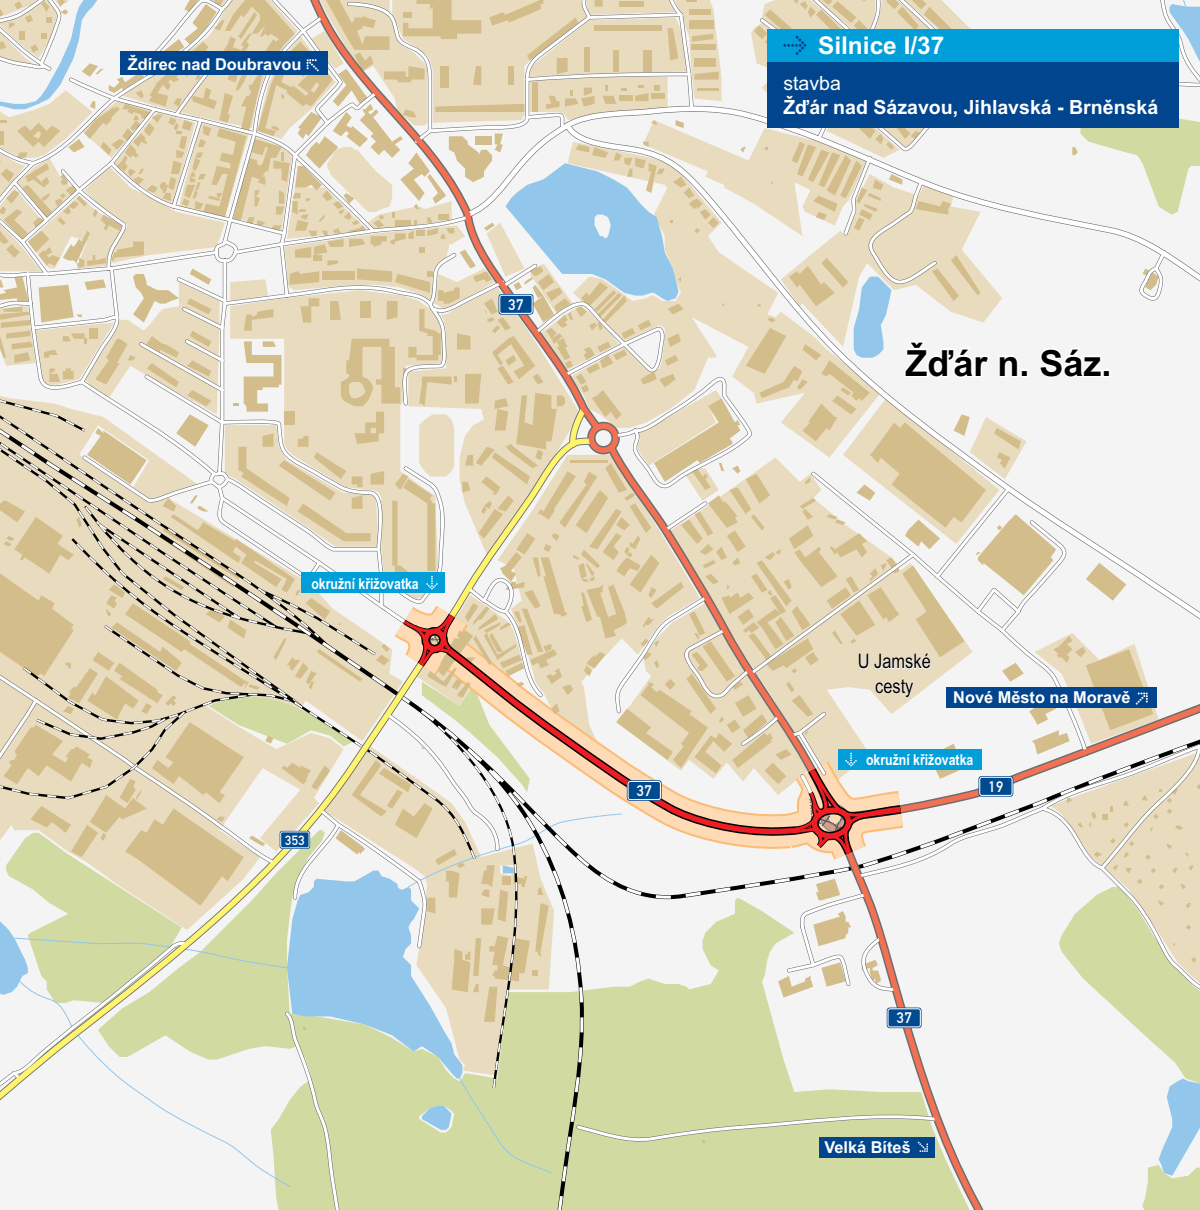 Silnice I/37
stavba
Žďár nad Sázavou, Jihlavská - Brněnská
Ždírec nad Doubravou
37
Žďár n. Sáz.
okružní křižovatka
U Jamské
cesty
Nové Město na Moravě
okružní křižovatka
37
19
353
37
Velká Bíteš